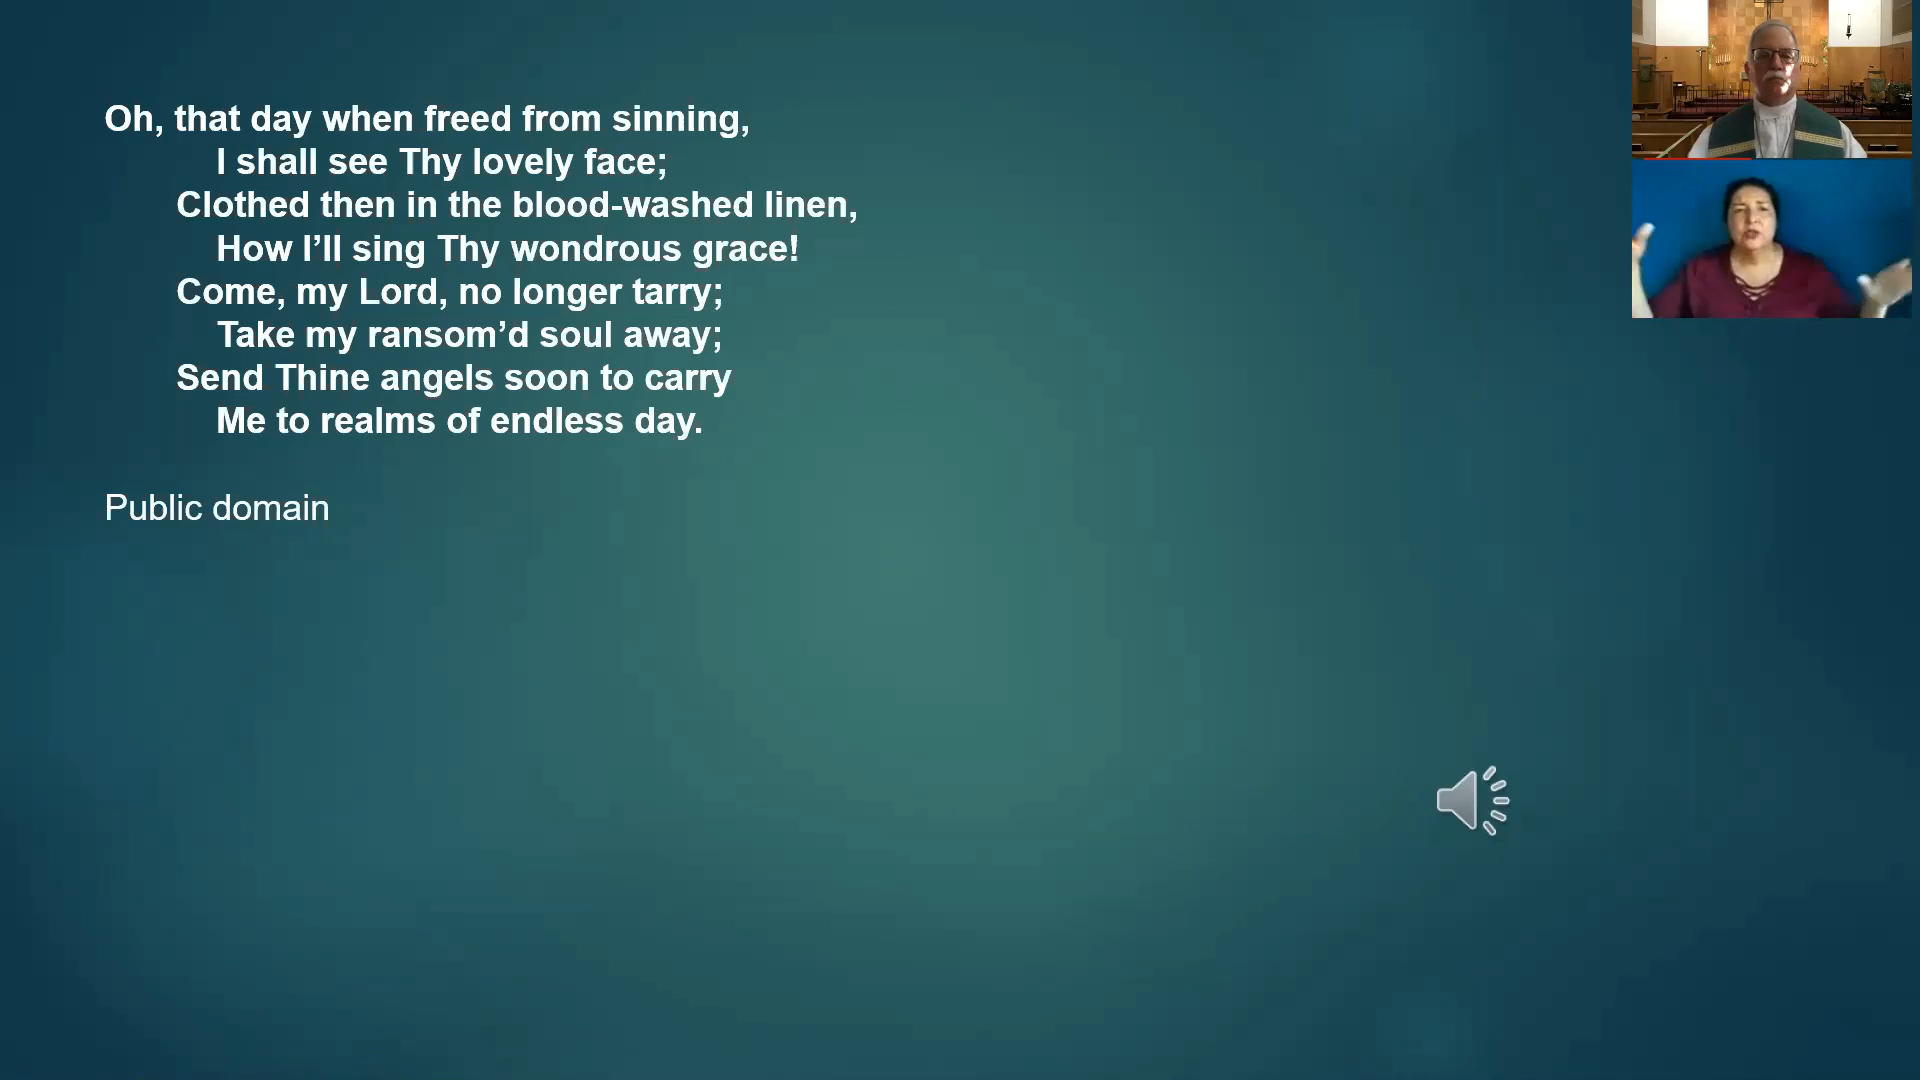 Oh, that day when freed from sinning,
I shall see Thy lovely face;
Clothed then in the blood-washed linen,
How I’ll sing Thy wondrous grace!
Come, my Lord, no longer tarry;
Take my ransom’d soul away;
Send Thine angels soon to carry
Me to realms of endless day.
Public domain